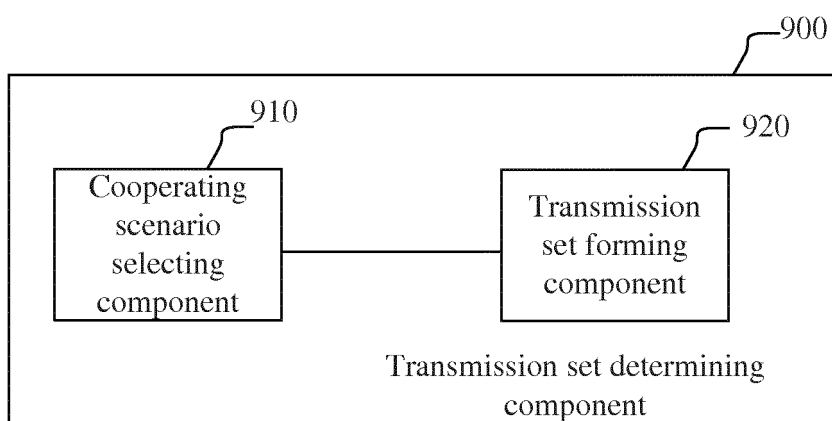 900
910
920
Cooperating
scenario
selecting
component
Transmission
set forming
component
Transmission set determining
component